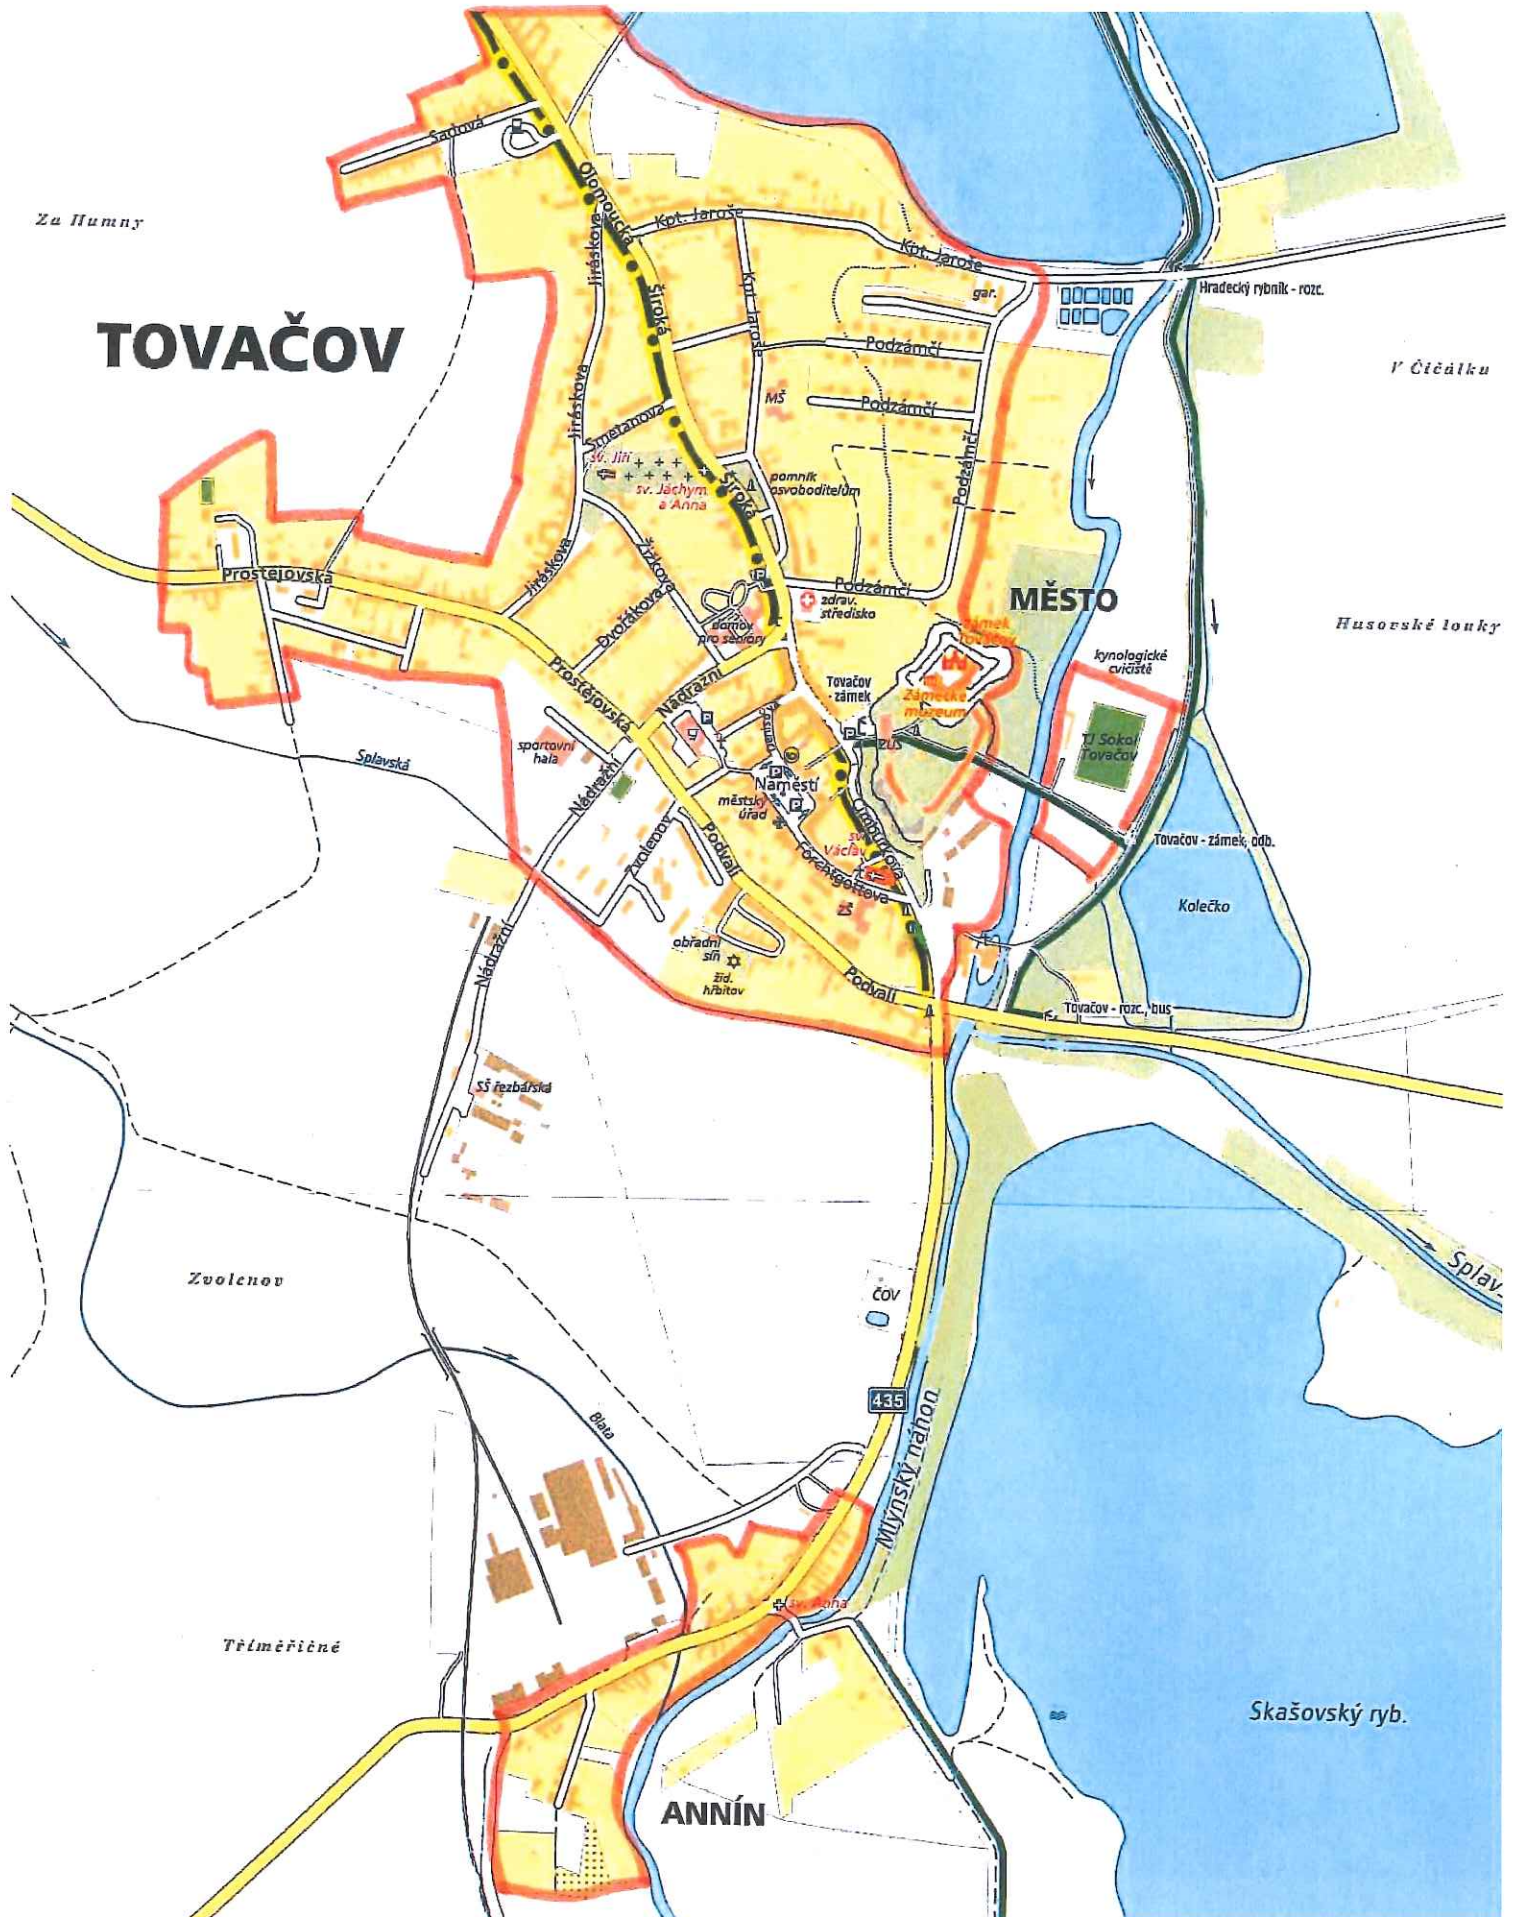 Sadová
Za Humny
Olomoucká
Jiráskova
Kpt. Jaroše
Kpt. Jaroše
Široká
Kpt. Jaroše
gar.
Hradecký rybník - rozc.
TOVAČOV
Podzámčí
V Čičálku
Jiráskova
MŠ
Podzámčí
Smetanova
sv. Jiří
Podzámčí
sv. Jáchym
a Anna
Široká
pomník
osvoboditelům
Jiráskova
Žižkova
Prostějovská
Podzámčí
MĚSTO
zdrav.
středisko
Dvořákova
domov
pro seniory
zámek
Tovačov
Husovské louky
kynologické
cvičiště
Prostějovská
Nádražní
Tovačov
- zámek
Zámecké
muzeum
sportovní
hala
ZUŠ
TJ Sokol
Tovačov
Splavská
Nádražní
Náměstí
městský
úřad
Cimburkova
Zvolenov
Podvalí
sv.
Václav
Tovačov - zámek, odb.
Forchtgottova
ZŠ
Kolečko
Nádražní
obřadní
síň
žid.
hřbitov
Podvalí
Tovačov - rozc., bus
SŠ řezbářská
Zvolenov
ČOV
Splav.
435
Blata
Mlýnský náhon
sv. Anna
Tříměřičné
Skašovský ryb.
ANNÍN